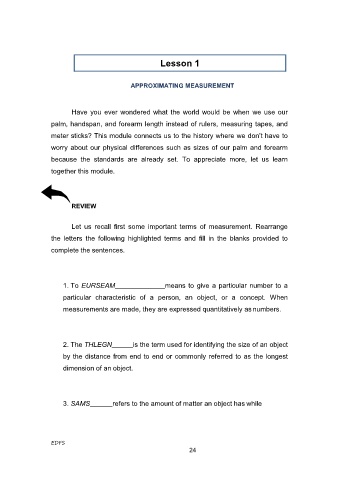 Lesson 1
APPROXIMATING MEASUREMENT
Have you ever wondered what the world would be when we use our
palm, handspan, and forearm length instead of rulers, measuring tapes, and
meter sticks? This module connects us to the history where we don't have to
worry about our physical differences such as sizes of our palm and forearm
because the standards are already set. To appreciate more, let us learn
together this module.
REVIEW
Let us recall first some important terms of measurement. Rearrange
the letters the following highlighted terms and fill in the blanks provided to
complete the sentences.
1. To EURSEAM______________means to give a particular number to a
particular characteristic of a person, an object, or a concept. When
measurements are made, they are expressed quantitatively as numbers.
2. The THLEGN______is the term used for identifying the size of an object
by the distance from end to end or commonly referred to as the longest
dimension of an object.
3. SAMS______refers to the amount of matter an object has while
EDFS
24